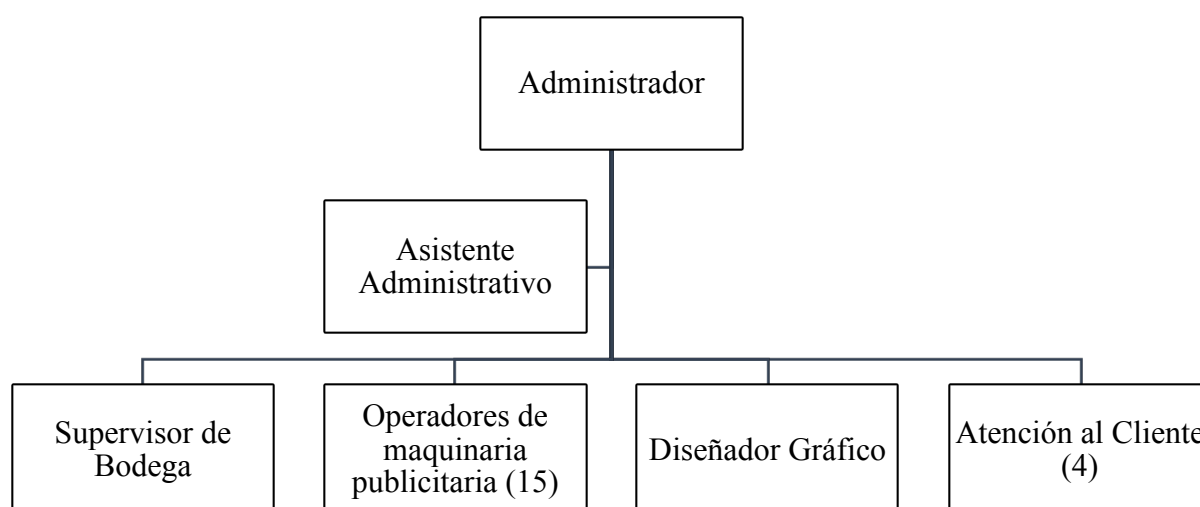 Administrador
Asistente
Administrativo
Supervisor de
Bodega
Operadores de
maquinaria
publicitaria (15)
Diseñador Gráfico
Atención al Cliente
(4)